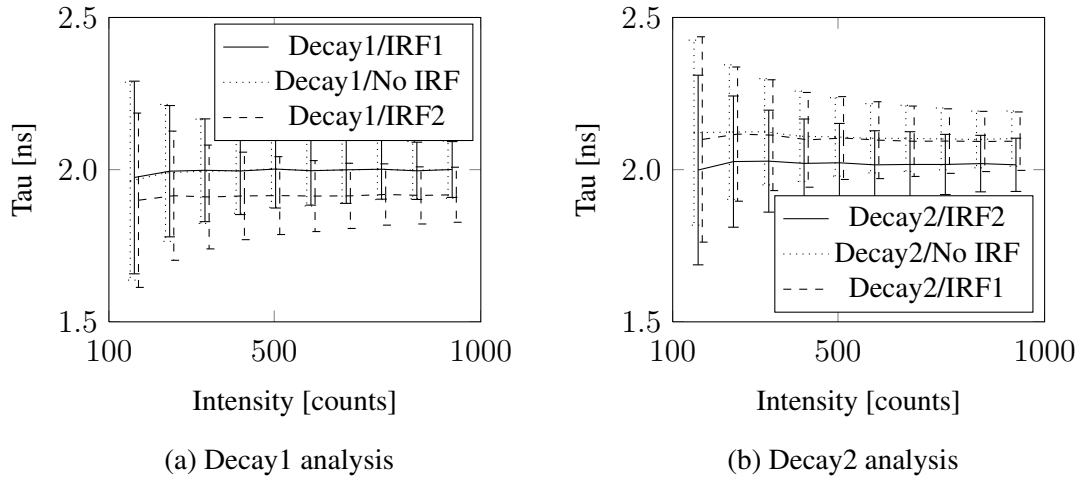 2.5
Decay1/IRF1
Decay1/No IRF
Decay1/IRF2
2.0
1.5
100
500
1000
Tau [ns]
Intensity [counts]
(a) Decay1 analysis
2.5
2.0
Decay2/IRF2
Decay2/No IRF
Decay2/IRF1
1.5
100
500
1000
Tau [ns]
Intensity [counts]
(b) Decay2 analysis